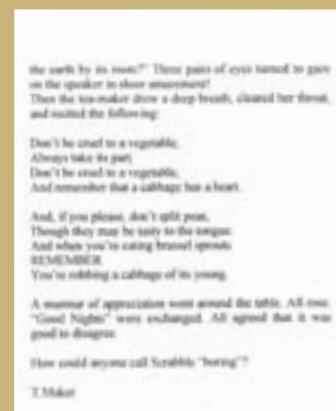 the earth by its roots?" Three pairs of eyes turned to gaze
on the speaker in sheer amazement!
Then the tea-maker drew a deep breath, cleared her throat,
and recited the following:
Don't be cruel to a vegetable,
Always take its part,
Don't be cruel to a vegetable,
And remember that a cabbage has a heart.
And, if you please, don't split peas,
Though they may be tasty to the tongue.
And when you're eating brussel sprouts
REMEMBER
You're robbing a cabbage of its young.
A murmur of appreciation went around the table. All rose.
"Good Nights" were exchanged. All agreed that it was
good to disagree.
How could anyone call Scrabble "boring"?
T.Maker